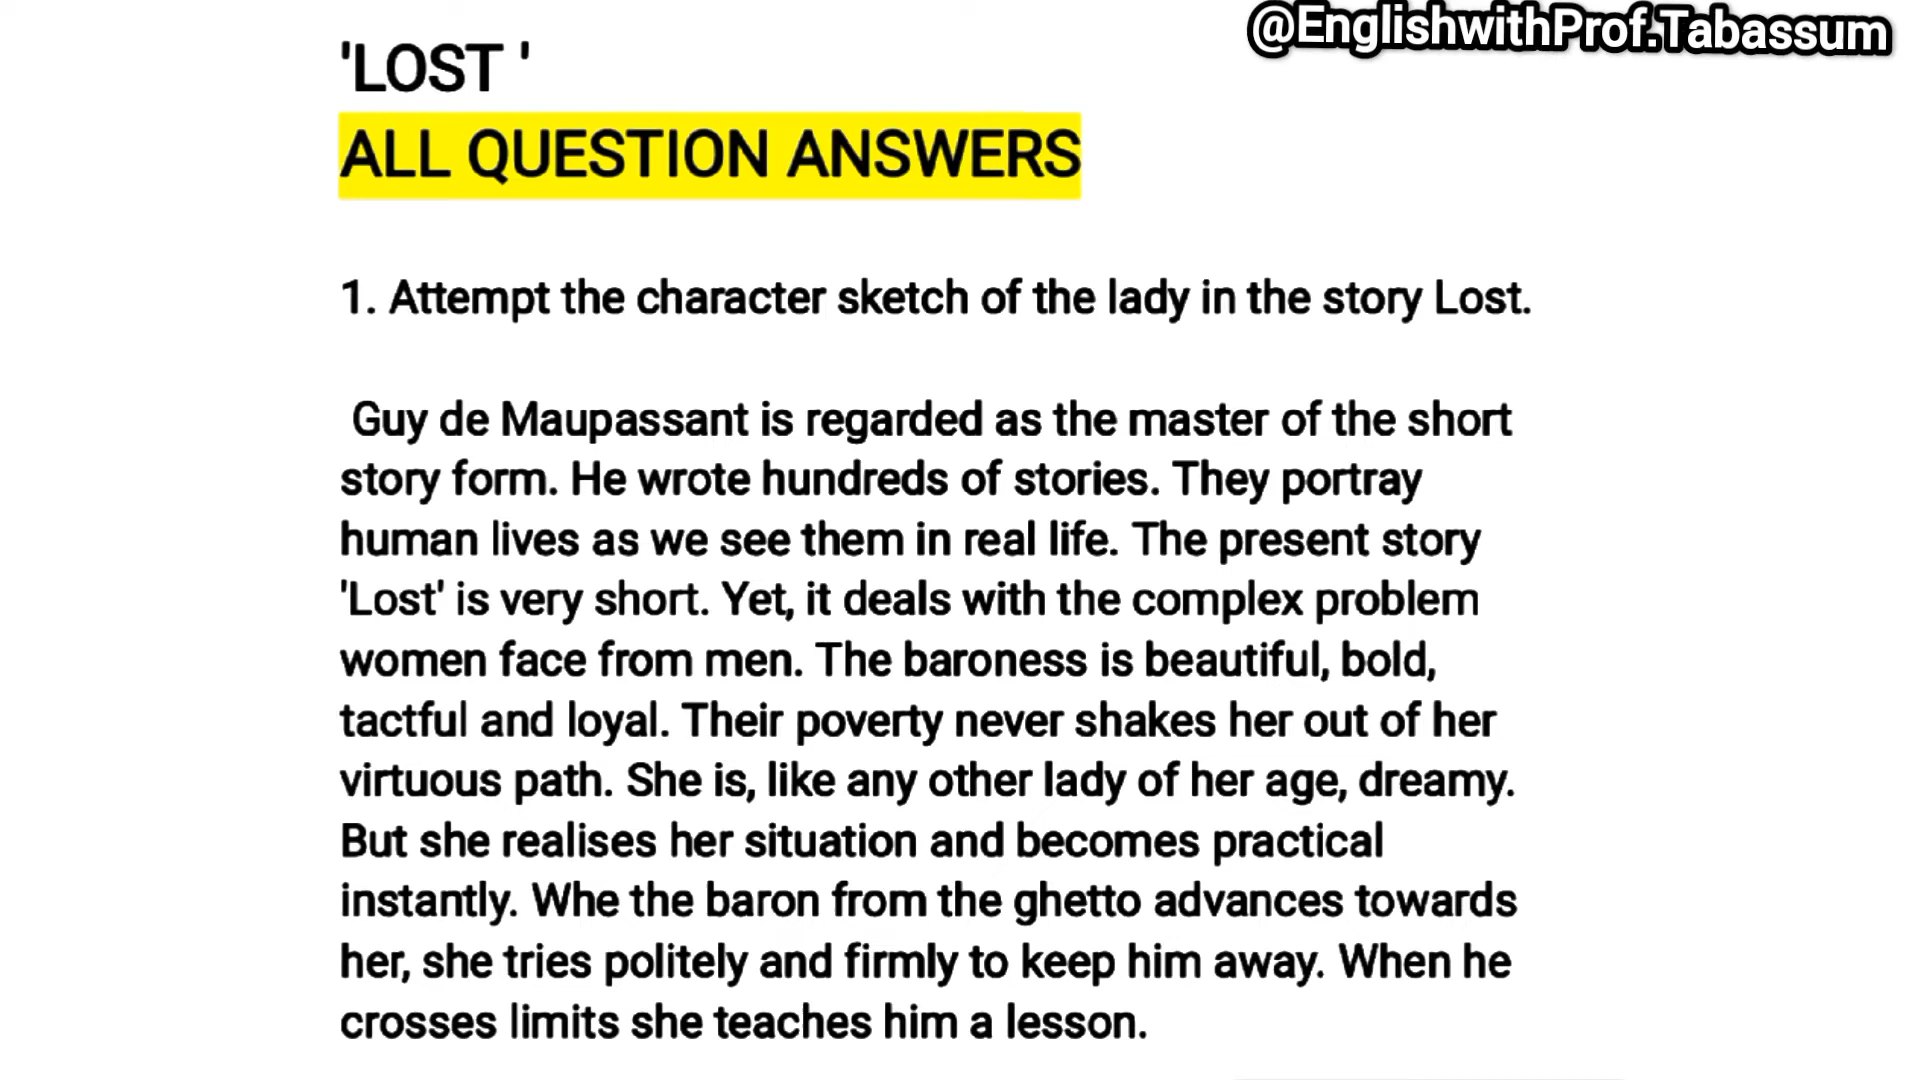 @EnglishwithProf.Tabassum
'LOST '
ALL QUESTION ANSWERS
1. Attempt the character sketch of the lady in the story Lost.
Guy de Maupassant is regarded as the master of the short
story form. He wrote hundreds of stories. They portray
human lives as we see them in real life. The present story
'Lost' is very short. Yet, it deals with the complex problem
women face from men. The baroness is beautiful, bold,
tactful and loyal. Their poverty never shakes her out of her
virtuous path. She is, like any other lady of her age, dreamy.
But she realises her situation and becomes practical
instantly. Whe the baron from the ghetto advances towards
her, she tries politely and firmly to keep him away. When he
crosses limits she teaches him a lesson.